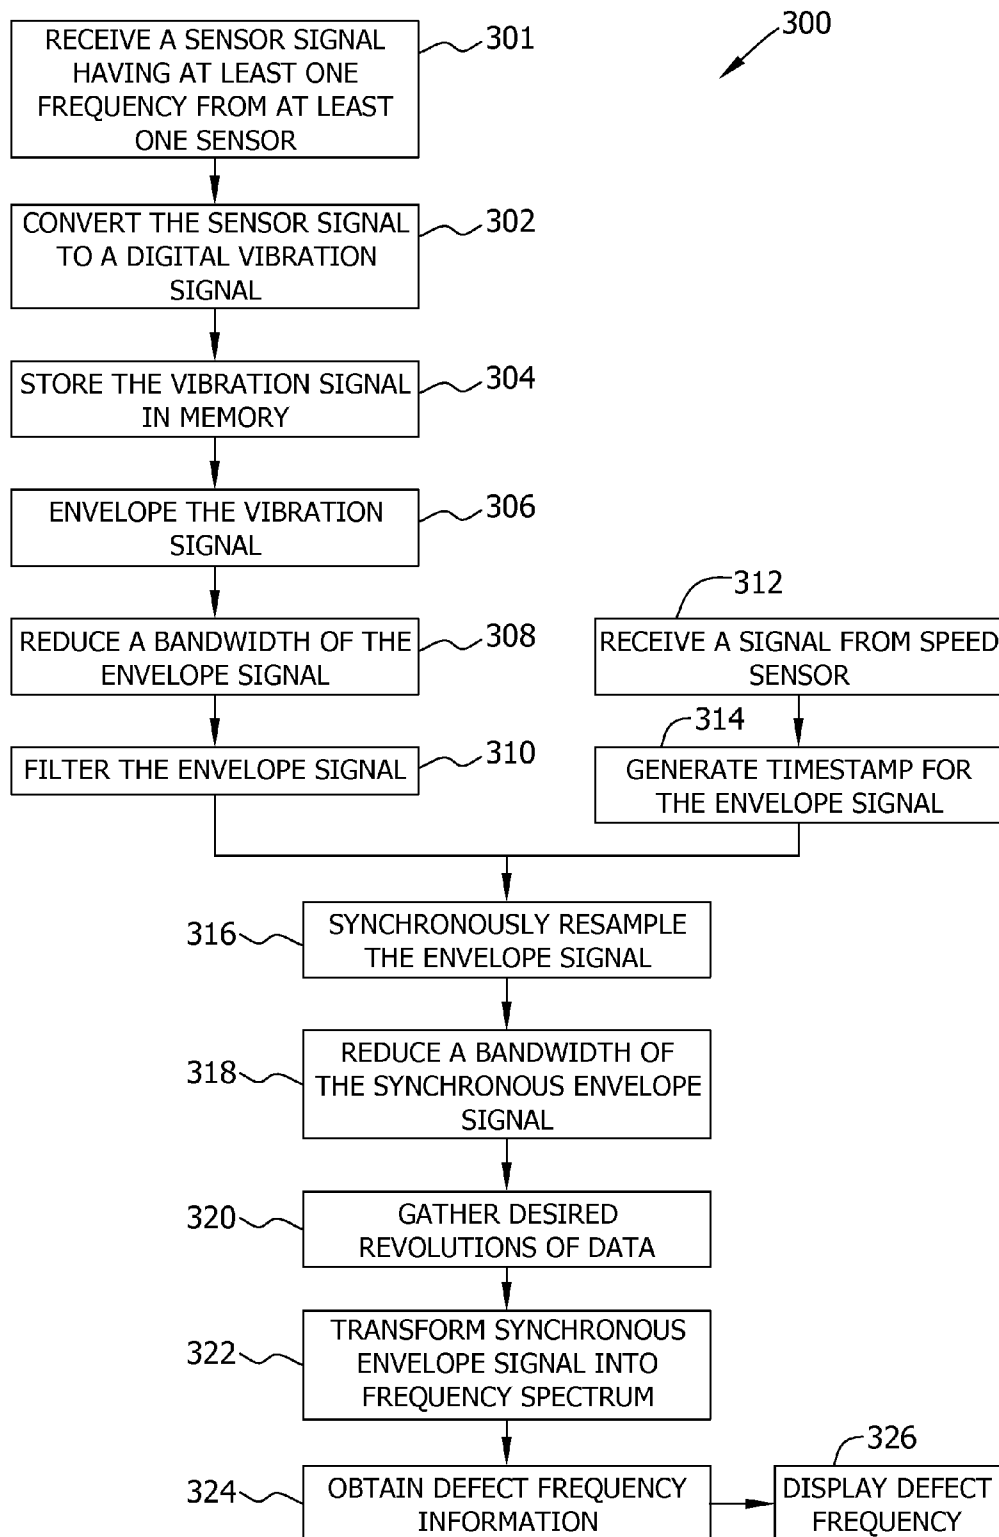 300
RECEIVE A SENSOR SIGNAL
HAVING AT LEAST ONE
FREQUENCY FROM AT LEAST
ONE SENSOR
301
CONVERT THE SENSOR SIGNAL
TO A DIGITAL VIBRATION
SIGNAL
302
STORE THE VIBRATION SIGNAL
IN MEMORY
304
ENVELOPE THE VIBRATION
SIGNAL
306
REDUCE A BANDWIDTH OF THE
ENVELOPE SIGNAL
308
FILTER THE ENVELOPE SIGNAL
310
312
RECEIVE A SIGNAL FROM SPEED
SENSOR
314
GENERATE TIMESTAMP FOR
THE ENVELOPE SIGNAL
316
SYNCHRONOUSLY RESAMPLE
THE ENVELOPE SIGNAL
318
REDUCE A BANDWIDTH OF
THE SYNCHRONOUS ENVELOPE
SIGNAL
320
GATHER DESIRED
REVOLUTIONS OF DATA
322
TRANSFORM SYNCHRONOUS
ENVELOPE SIGNAL INTO
FREQUENCY SPECTRUM
324
OBTAIN DEFECT FREQUENCY
INFORMATION
326
DISPLAY DEFECT
FREQUENCY